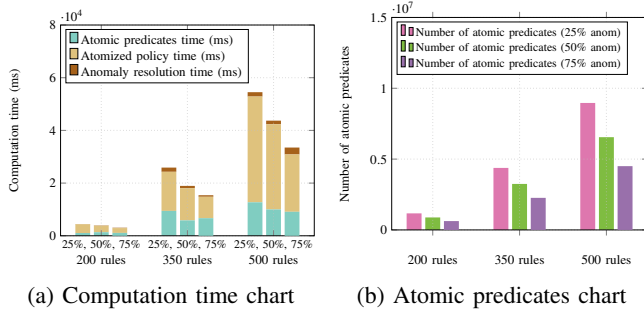 ·10⁴
8
6
4
2
0
Computation time (ms)
Atomic predicates time (ms)
Atomized policy time (ms)
Anomaly resolution time (ms)
25%, 50%, 75%
25%, 50%, 75%
25%, 50%, 75%
200 rules
350 rules
500 rules
(a) Computation time chart
·10⁷
1.5
1
0.5
0
Number of atomic predicates
Number of atomic predicates (25% anom)
Number of atomic predicates (50% anom)
Number of atomic predicates (75% anom)
200 rules
350 rules
500 rules
(b) Atomic predicates chart